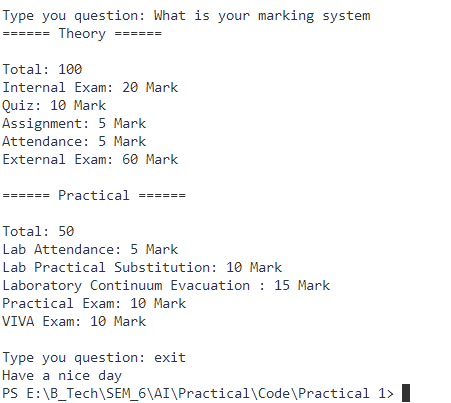 Type you question: What is your marking system
====== Theory ======
Total: 100
Internal Exam: 20 Mark
Quiz: 10 Mark
Assignment: 5 Mark
Attendance: 5 Mark
External Exam: 60 Mark
====== Practical ======
Total: 50
Lab Attendance: 5 Mark
Lab Practical Substitution: 10 Mark
Laboratory Continuum Evacuation : 15 Mark
Practical Exam: 10 Mark
VIVA Exam: 10 Mark
Type you question: exit
Have a nice day
PS E:\B_Tech\SEM_6\AI\Practical\Code\Practical 1>